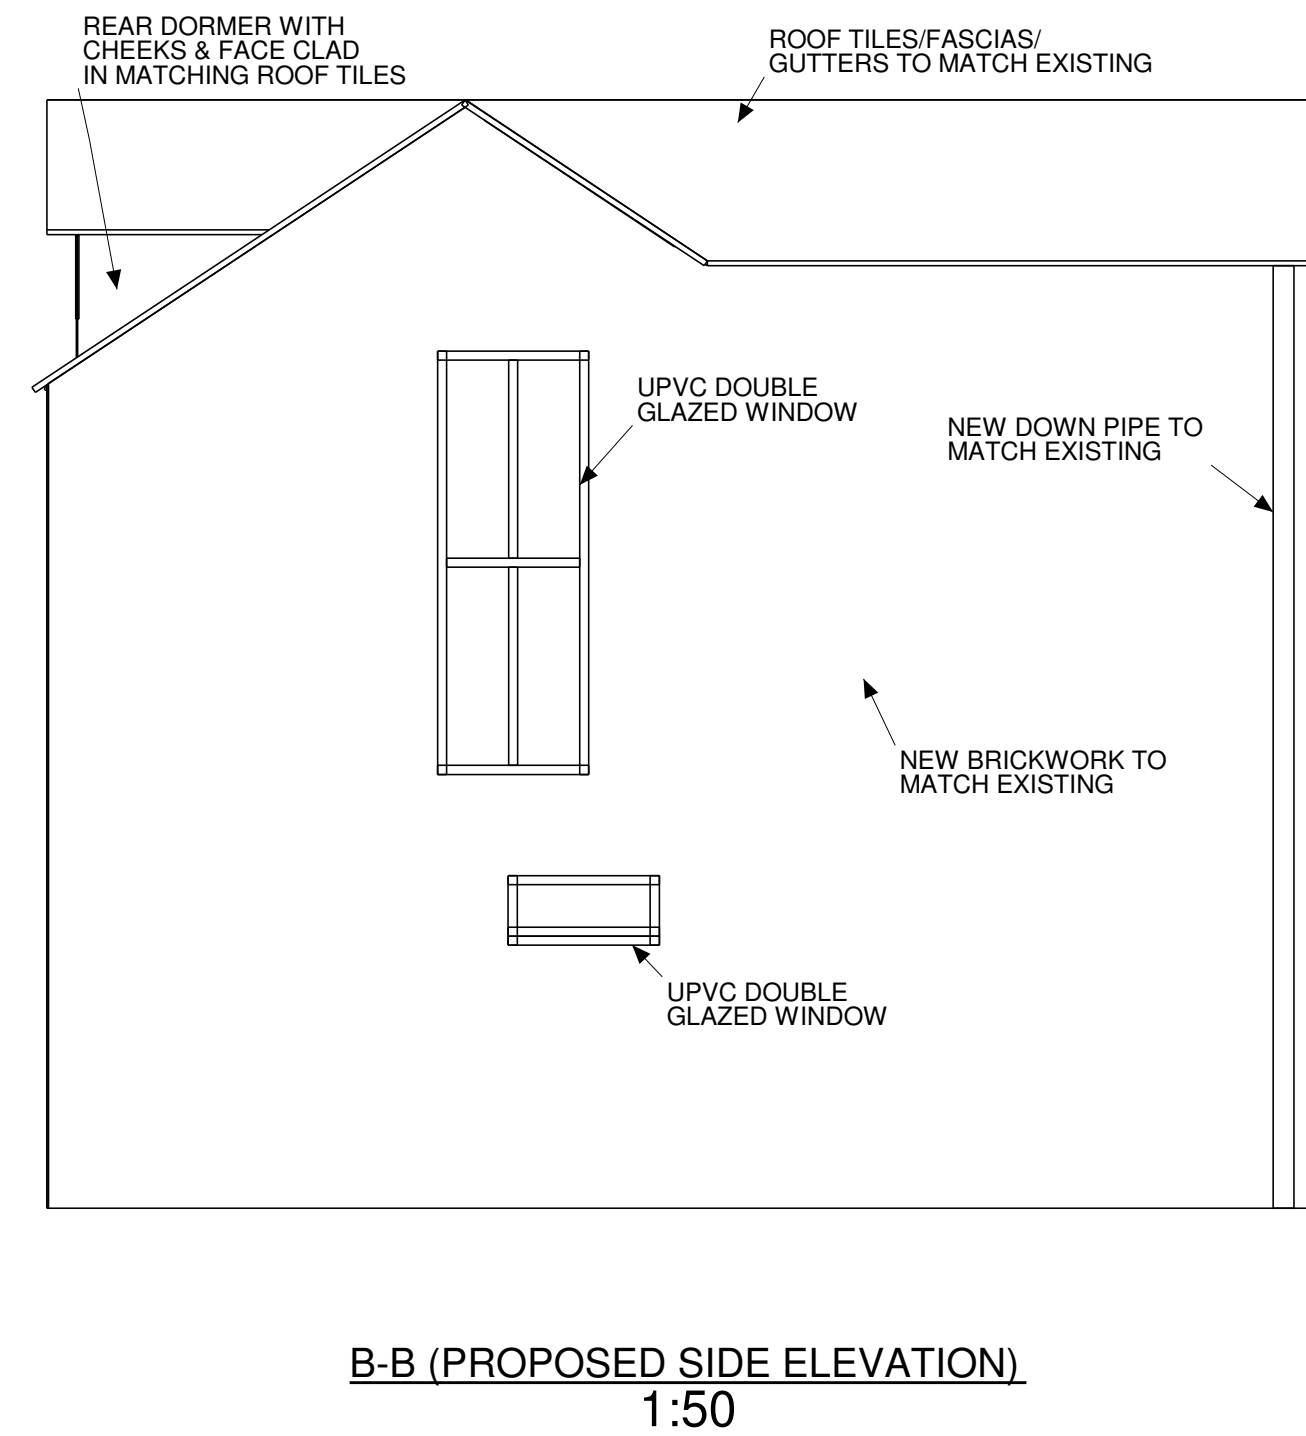 REAR DORMER WITH
CHEEKS & FACE CLAD
IN MATCHING ROOF TILES
ROOF TILES/FASCIAS/
GUTTERS TO MATCH EXISTING
UPVC DOUBLE
GLAZED WINDOW
NEW DOWN PIPE TO
MATCH EXISTING
NEW BRICKWORK TO
MATCH EXISTING
UPVC DOUBLE
GLAZED WINDOW
B-B (PROPOSED SIDE ELEVATION)
1:50